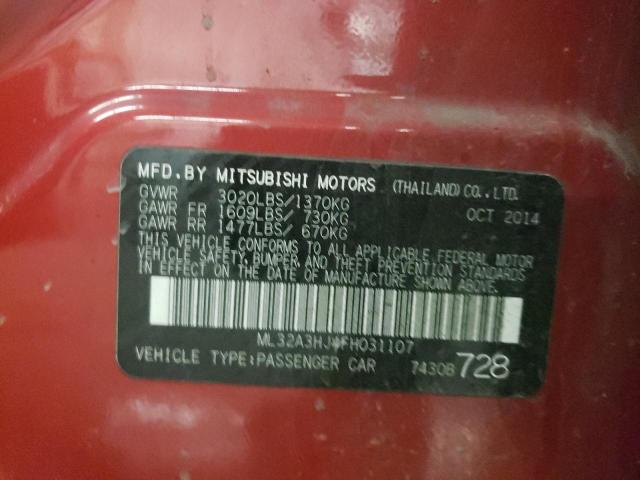 MFD.BY MITSUBISHI MOTORS (THAILAND) CO., LTD.
GVWR 3020LBS/1370KG OCT 2014
GAWR FR 1609LBS/ 730KG
GAWR RR 1477LBS/ 670KG
THIS VEHICLE CONFORMS TO ALL APPLICABLE FEDERAL MOTOR
VEHICLE SAFETY, BUMPER, AND THEFT PREVENTION STANDARDS
IN EFFECT ON THE DATE OF MANUFACTURE SHOWN ABOVE.
ML32A3HJ4FH031107
VEHICLE TYPE:PASSENGER CAR 7430B 728